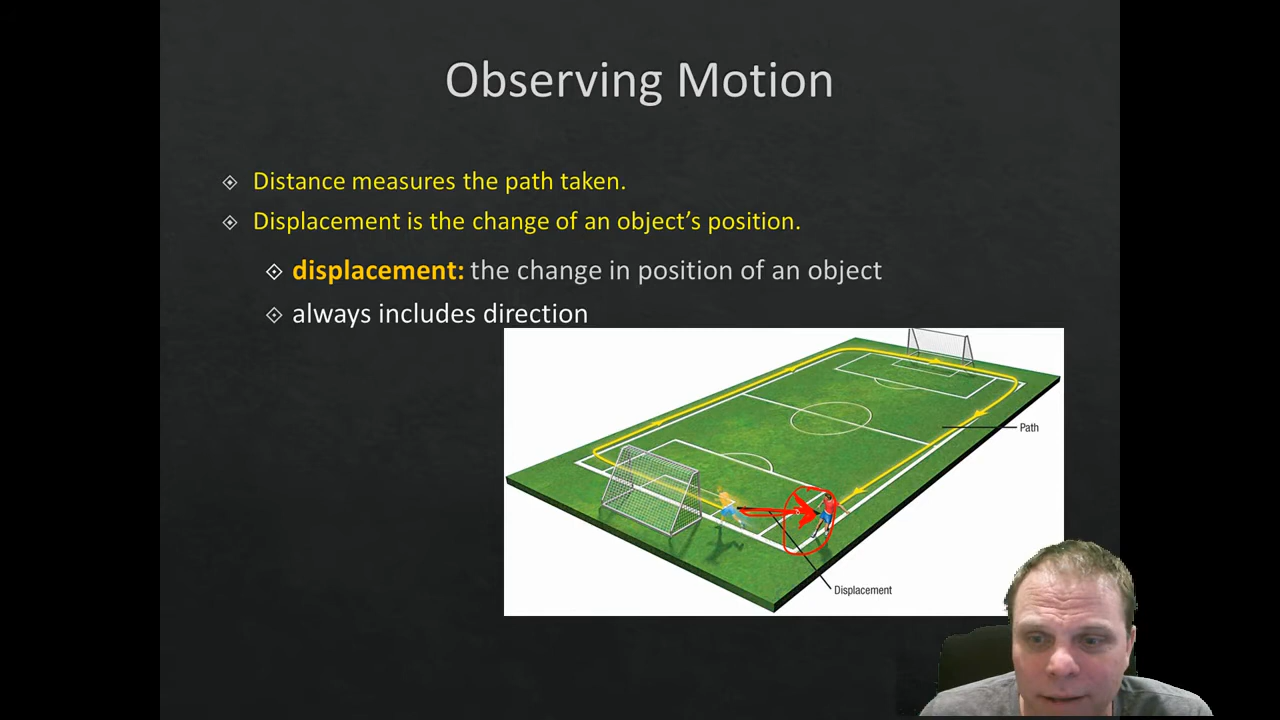 Observing Motion
Distance measures the path taken.
Displacement is the change of an object’s position.
displacement: the change in position of an object
always includes direction
Path
Displacement